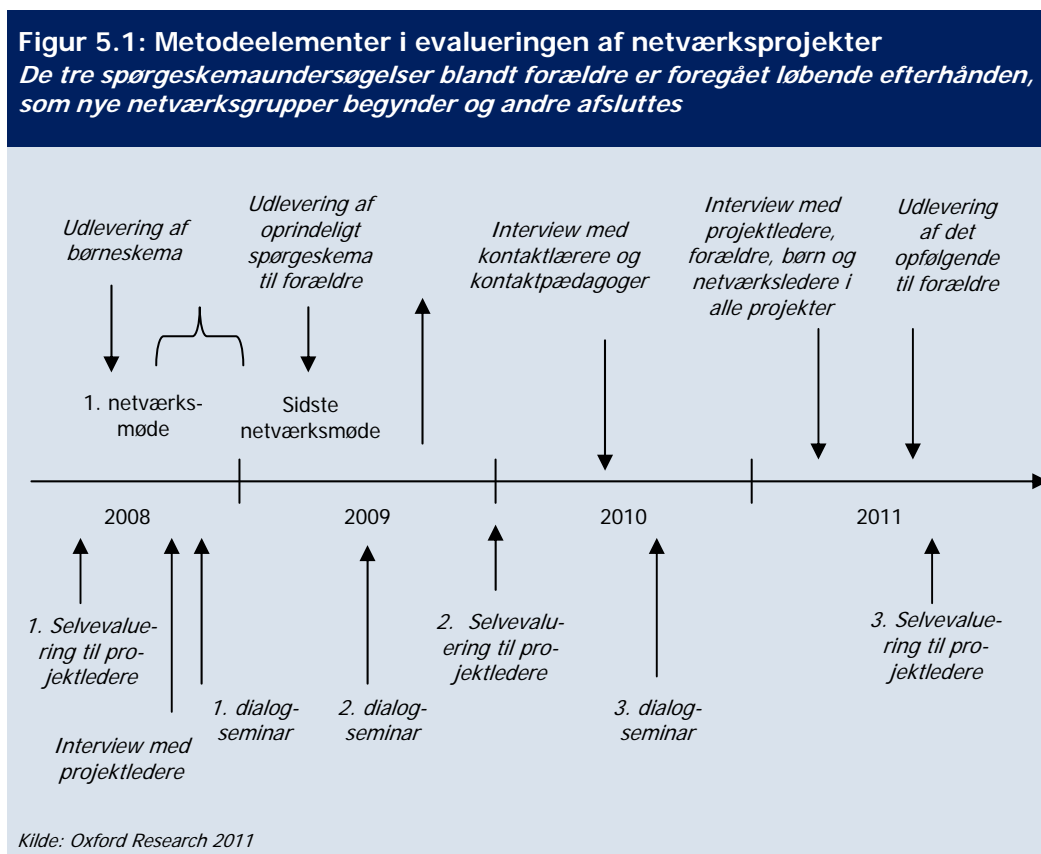 Figur 5.1: Metodeelementer i evalueringen af netværksprojekter
De tre spørgeskemaundersøgelser blandt forældre er foregået løbende efterhånden,
som nye netværksgrupper begynder og andre afsluttes
Udlevering af
børneskema
Udlevering af
oprindeligt
spørgeskema
til forældre
Interview med
kontaktlærere og
kontaktpædagoger
Interview med
projektledere,
forældre, børn og
netværksledere i
alle projekter
Udlevering
af det
opfølgende
til forældre
1. netværks-
møde
Sidste
netværksmøde
2008
2009
2010
2011
1. Selvevalue-
ring til pro-
jektledere
Interview med
projektledere
1. dialog-
seminar
2. dialog-
seminar
2. Selvevalu-
ering til pro-
jektledere
3. dialog-
seminar
3. Selvevalue-
ring til pro-
jektledere
Kilde: Oxford Research 2011